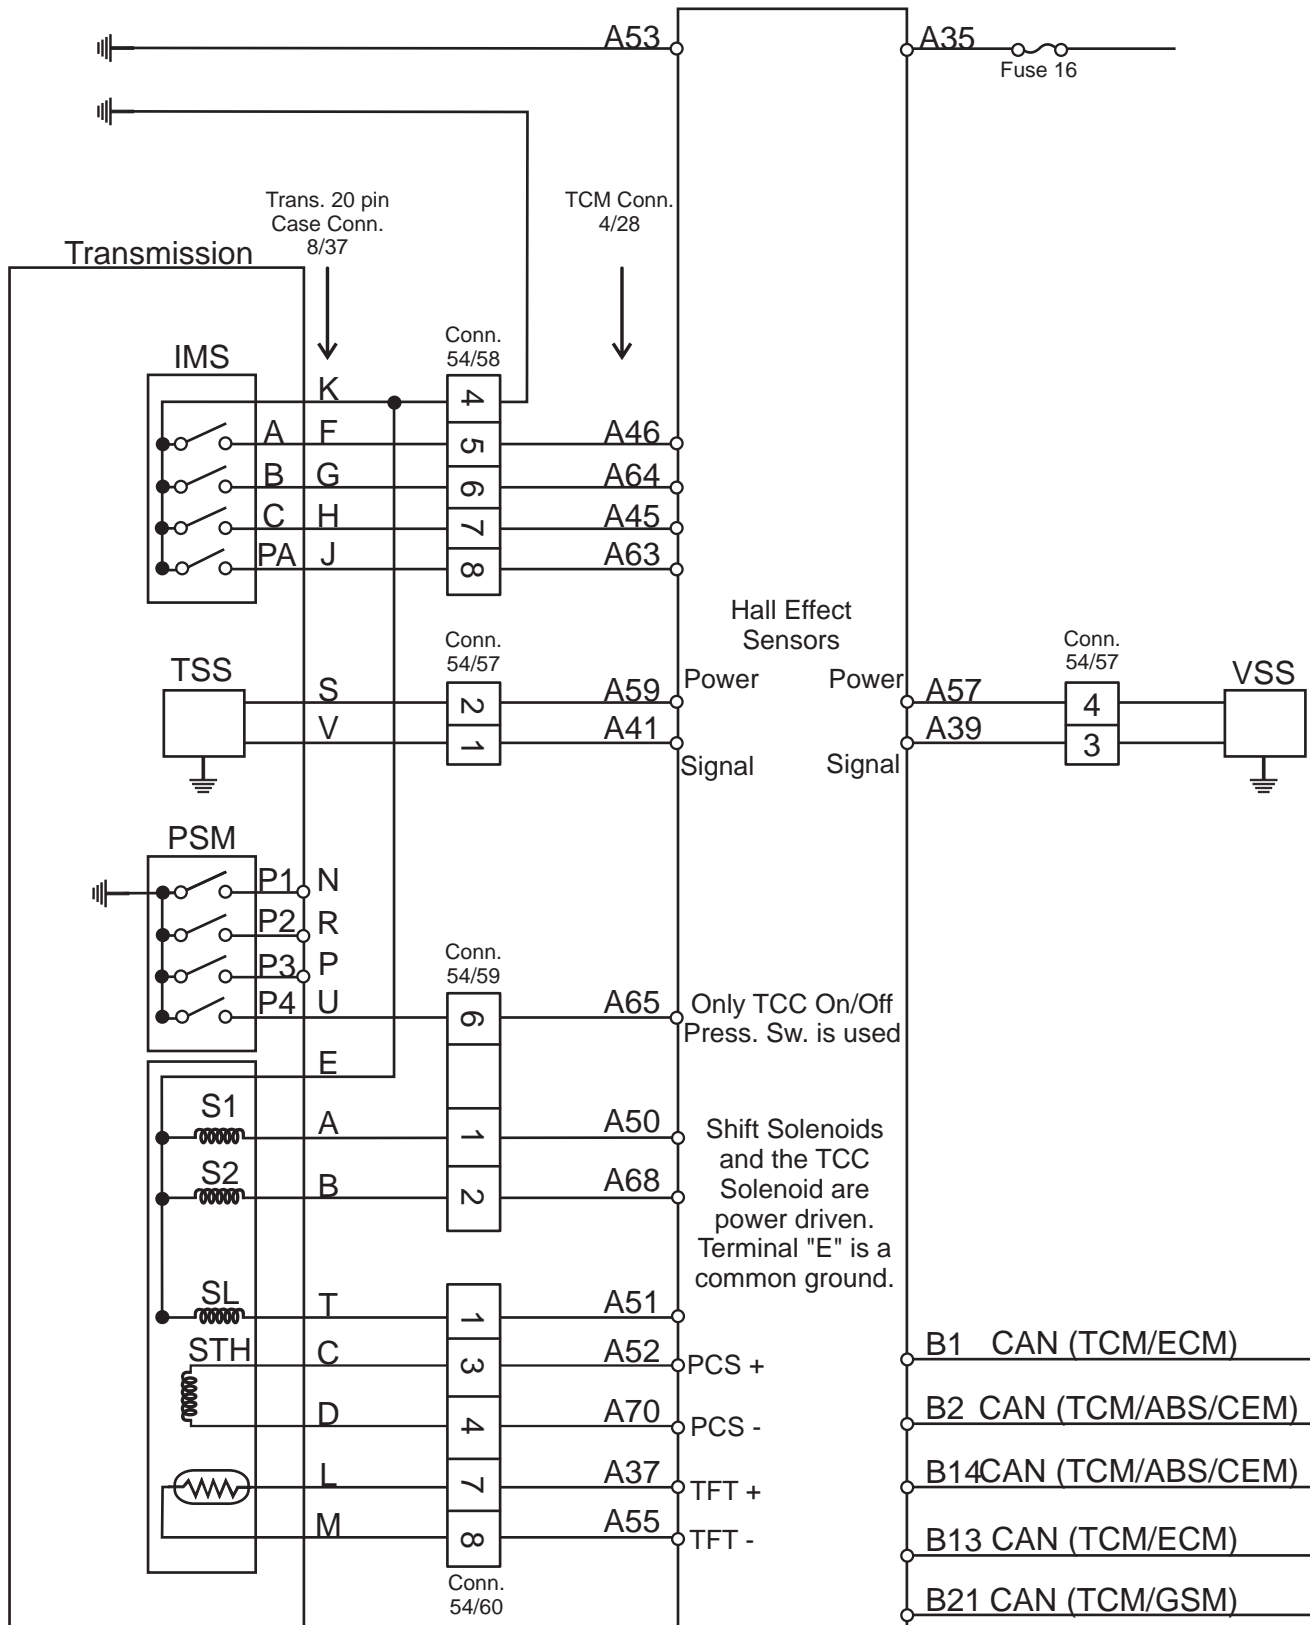 A53
A35
Fuse 16
Trans. 20 pin
Case Conn.
8/37
TCM Conn.
4/28
Transmission
Conn.
54/58
IMS
K
4
A F
5
A46
B G
6
A64
C H
7
A45
PA J
8
A63
Hall Effect
Sensors
Conn.
54/57
Conn.
54/57
TSS
VSS
S
2
A59
Power
Power
A57
4
V
1
A41
Signal
Signal
A39
3
PSM
P1 N
P2 R
P3 P
Conn.
54/59
P4 U
6
A65
Only TCC On/Off
Press. Sw. is used
E
S1
A
1
A50
S2
B
2
A68
Shift Solenoids
and the TCC
Solenoid are
power driven.
Terminal "E" is a
common ground.
SL
T
1
A51
STH
C
3
A52
PCS +
D
4
A70
PCS -
L
7
A37
TFT +
M
8
A55
TFT -
Conn.
54/60
B1 CAN (TCM/ECM)
B2 CAN (TCM/ABS/CEM)
B14CAN (TCM/ABS/CEM)
B13 CAN (TCM/ECM)
B21 CAN (TCM/GSM)